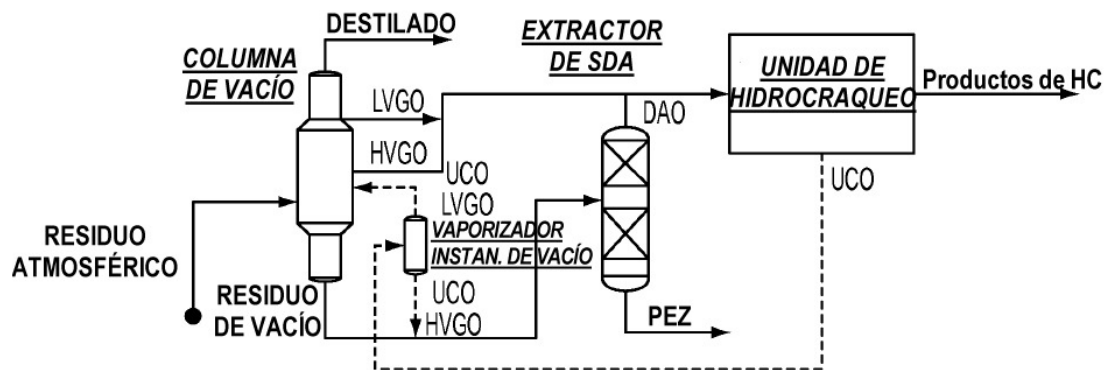 DESTILADO
COLUMNA
DE VACÍO
EXTRACTOR
DE SDA
UNIDAD DE
HIDROCRAQUEO
Productos de HC
LVGO
HVGO
DAO
UCO
LVGO
UCO
VAPORIZADOR
INSTAN. DE VACÍO
RESIDUO
ATMOSFÉRICO
RESIDUO
DE VACÍO
UCO
HVGO
PEZ
UCO